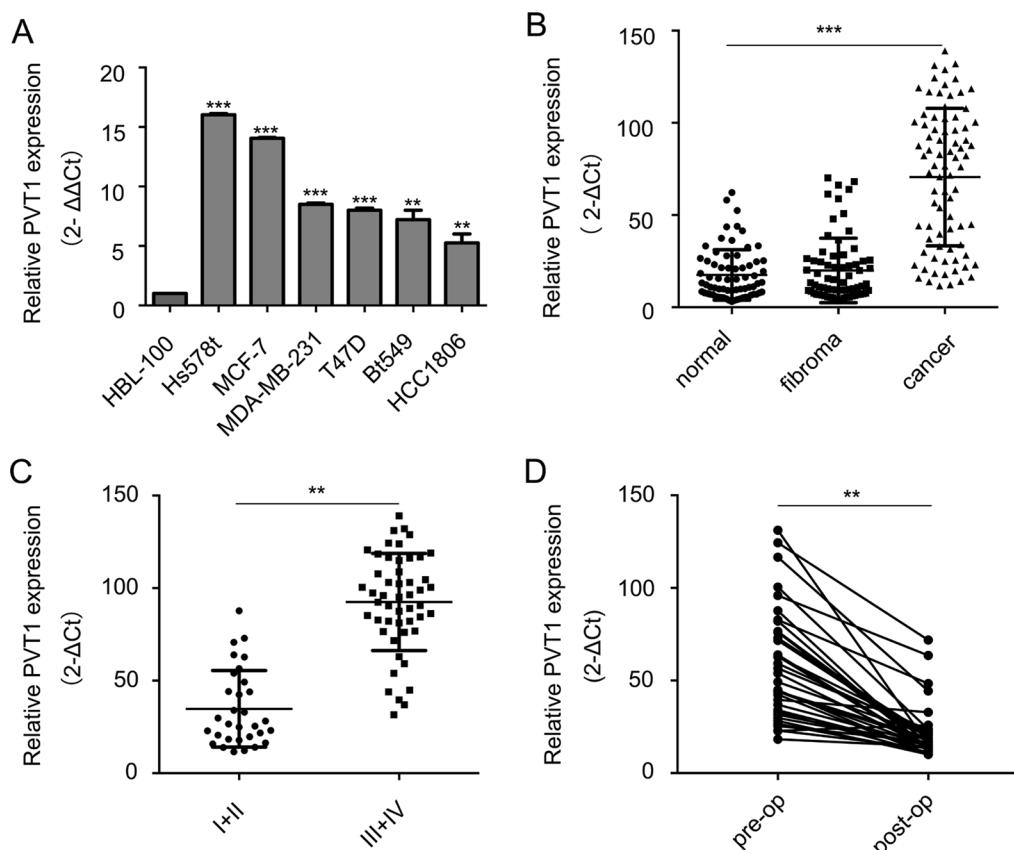 A
Relative PVT1 expression
(2- ΔΔCt)
20
15
10
5
0
***
***
***
***
**
**
HBL-100
Hs578t
MCF-7
MDA-MB-231
T47D
Bt549
HCC1806
B
Relative PVT1 expression
( 2-ΔCt)
150
100
50
0
***
normal
fibroma
cancer
C
Relative PVT1 expression
(2-ΔCt)
150
100
50
0
**
I+II
III+IV
D
Relative PVT1 expression
(2-ΔCt)
150
100
50
0
**
pre-op
post-op